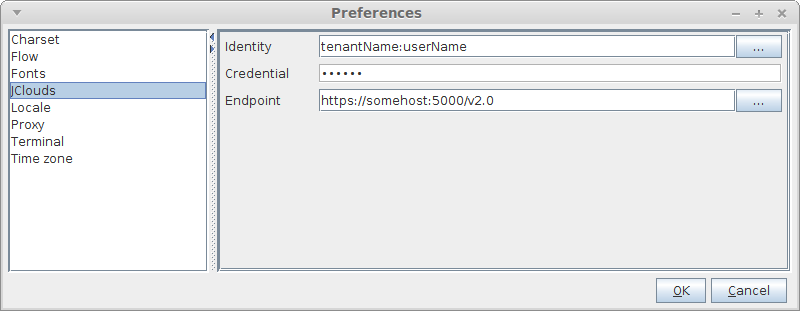 Preferences
Charset
Flow
Fonts
JClouds
Locale
Proxy
Terminal
Time zone
Identity tenantName:userName ...
Credential ••••••
Endpoint https://somehost:5000/v2.0 ...
OK Cancel